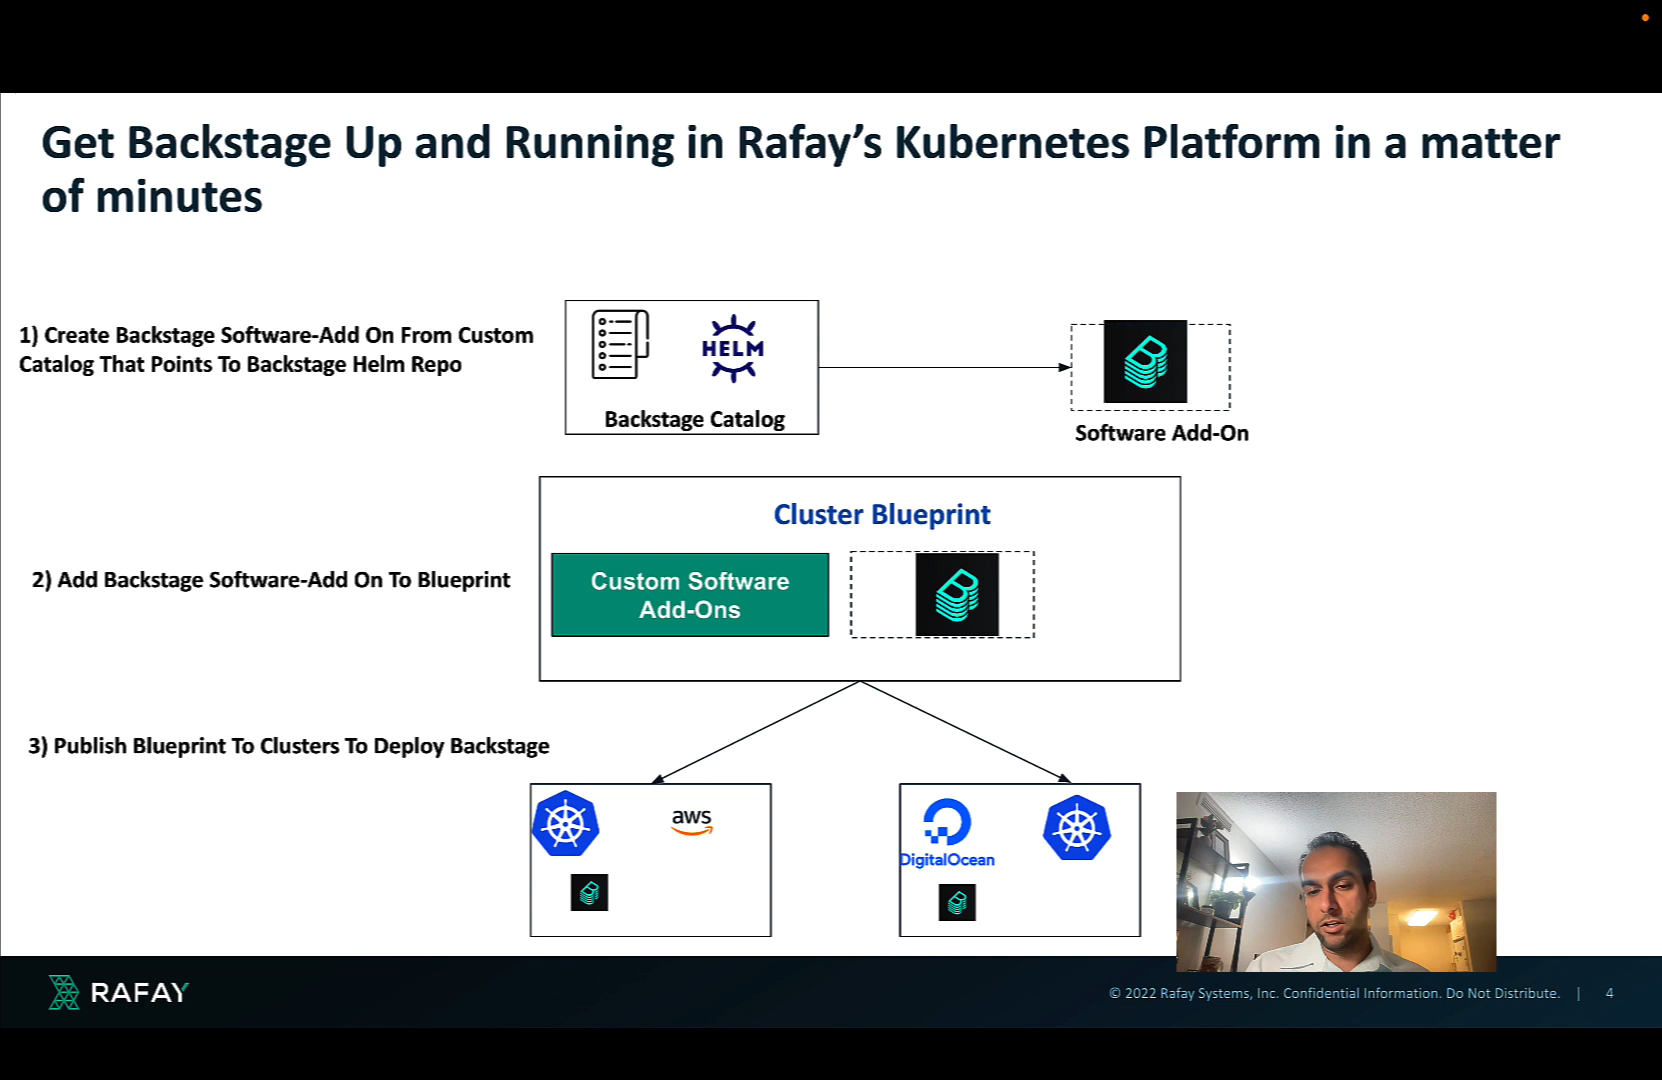 Get Backstage Up and Running in Rafay’s Kubernetes Platform in a matter
of minutes
1) Create Backstage Software-Add On From Custom
Catalog That Points To Backstage Helm Repo
HELM
Backstage Catalog
Software Add-On
Cluster Blueprint
2) Add Backstage Software-Add On To Blueprint
Custom Software
Add-Ons
3) Publish Blueprint To Clusters To Deploy Backstage
aws
DigitalOcean
RAFAY
© 2022 Rafay Systems, Inc. Confidential Information. Do Not Distribute. | 4